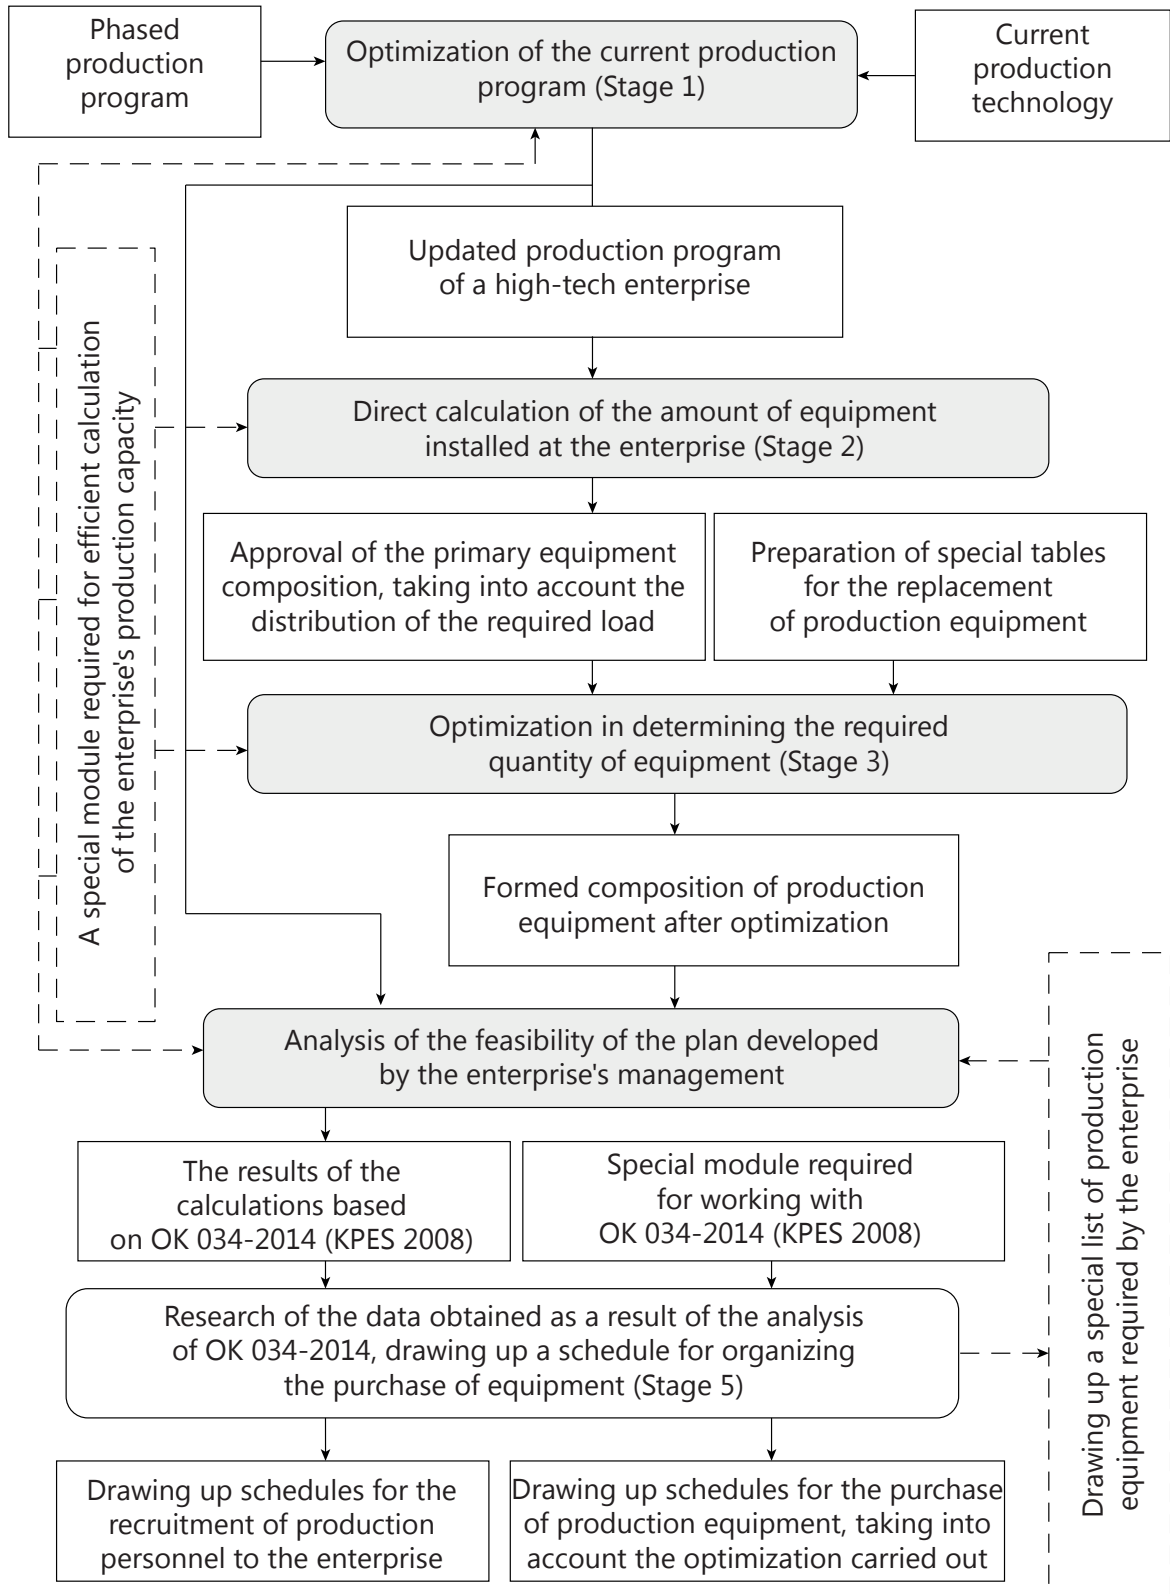 Phased
production
program
Optimization of the current production
program (Stage 1)
Current
production
technology
Updated production program
of a high-tech enterprise
A special module required for efficient calculation
of the enterprise's production capacity
Direct calculation of the amount of equipment
installed at the enterprise (Stage 2)
Approval of the primary equipment
composition, taking into account the
distribution of the required load
Preparation of special tables
for the replacement
of production equipment
Optimization in determining the required
quantity of equipment (Stage 3)
Formed composition of production
equipment after optimization
Analysis of the feasibility of the plan developed
by the enterprise's management
Drawing up a special list of production
equipment required by the enterprise
The results of the
calculations based
on OK 034-2014 (KPES 2008)
Special module required
for working with
OK 034-2014 (KPES 2008)
Research of the data obtained as a result of the analysis
of OK 034-2014, drawing up a schedule for organizing
the purchase of equipment (Stage 5)
Drawing up schedules for the
recruitment of production
personnel to the enterprise
Drawing up schedules for the purchase
of production equipment, taking into
account the optimization carried out